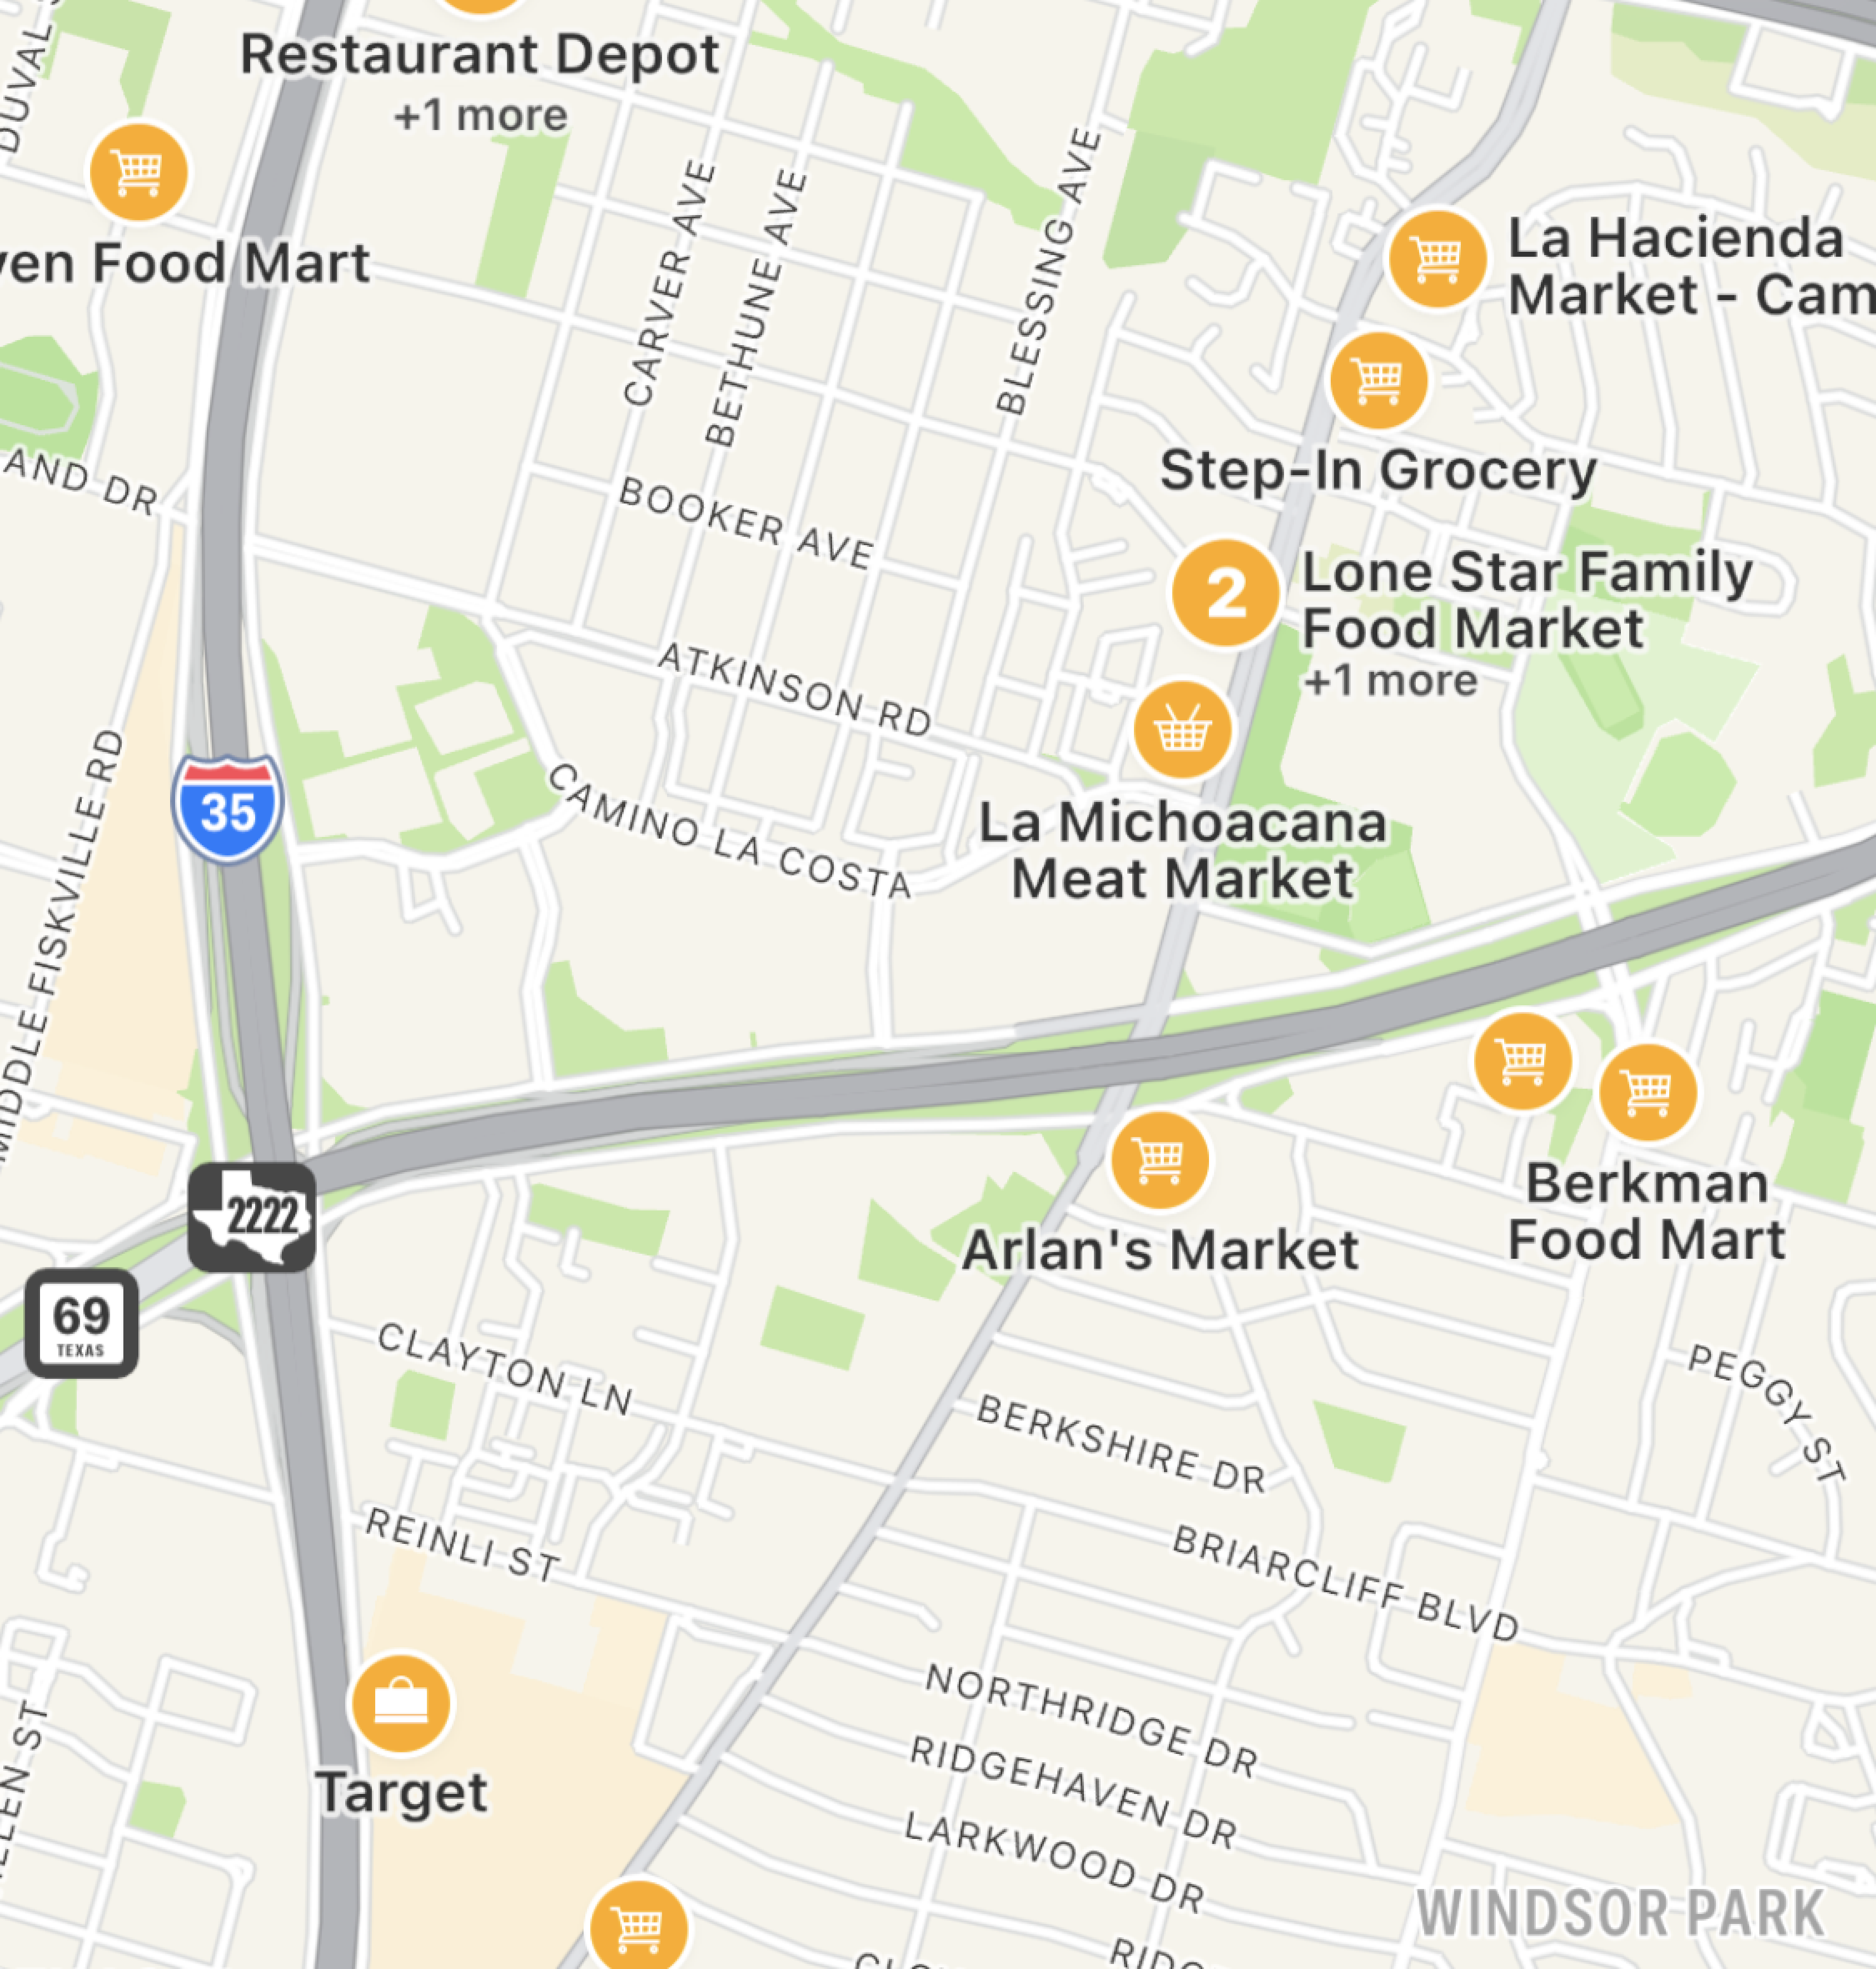 DUVAL
Restaurant Depot
+1 more
ven Food Mart
CARVER AVE
BETHUNE AVE
BLESSING AVE
La Hacienda
Market - Cam
Step-In Grocery
AND DR
BOOKER AVE
2
Lone Star Family
Food Market
+1 more
ATKINSON RD
MIDDLE FISKVILLE RD
35
CAMINO LA COSTA
La Michoacana
Meat Market
2222
69
TEXAS
Arlan's Market
Berkman
Food Mart
CLAYTON LN
BERKSHIRE DR
PEGGY ST
REINLI ST
BRIARCLIFF BLVD
Target
NORTHRIDGE DR
RIDGEHAVEN DR
LARKWOOD DR
LEEN ST
WINDSOR PARK